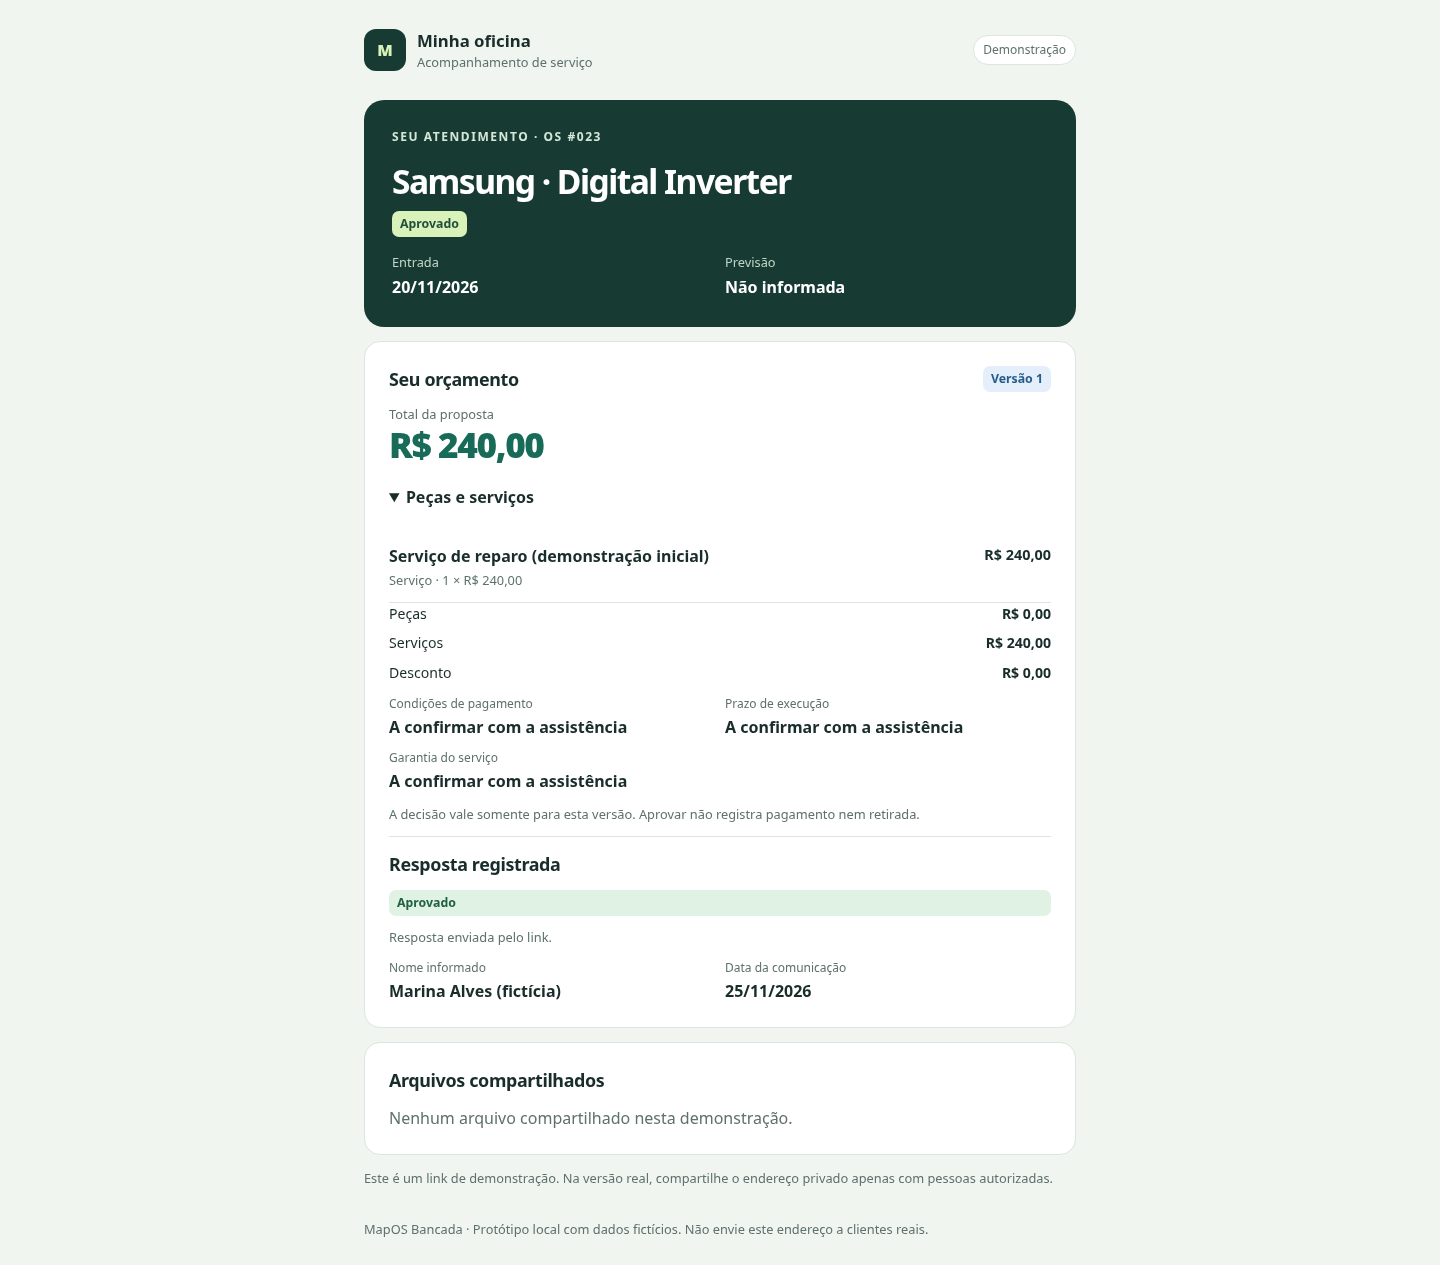 M
Minha oficina
Acompanhamento de serviço
Demonstração
SEU ATENDIMENTO · OS #023
Samsung · Digital Inverter
Aprovado
Entrada
20/11/2026
Previsão
Não informada
Seu orçamento
Versão 1
Total da proposta
R$ 240,00
▼ Peças e serviços
Serviço de reparo (demonstração inicial)
R$ 240,00
Serviço · 1 × R$ 240,00
Peças
R$ 0,00
Serviços
R$ 240,00
Desconto
R$ 0,00
Condições de pagamento
A confirmar com a assistência
Prazo de execução
A confirmar com a assistência
Garantia do serviço
A confirmar com a assistência
A decisão vale somente para esta versão. Aprovar não registra pagamento nem retirada.
Resposta registrada
Aprovado
Resposta enviada pelo link.
Nome informado
Marina Alves (fictícia)
Data da comunicação
25/11/2026
Arquivos compartilhados
Nenhum arquivo compartilhado nesta demonstração.
Este é um link de demonstração. Na versão real, compartilhe o endereço privado apenas com pessoas autorizadas.
MapOS Bancada · Protótipo local com dados fictícios. Não envie este endereço a clientes reais.